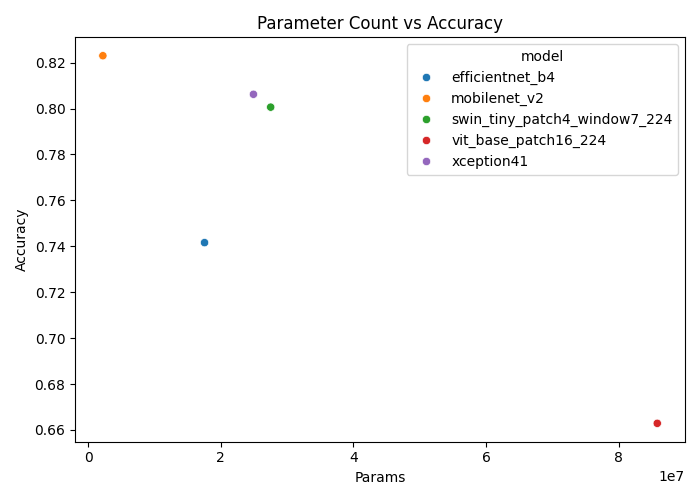 Parameter Count vs Accuracy
model
efficientnet_b4
mobilenet_v2
swin_tiny_patch4_window7_224
vit_base_patch16_224
xception41
Accuracy
0.82
0.80
0.78
0.76
0.74
0.72
0.70
0.68
0.66
0 2 4 6 8
1e7
Params